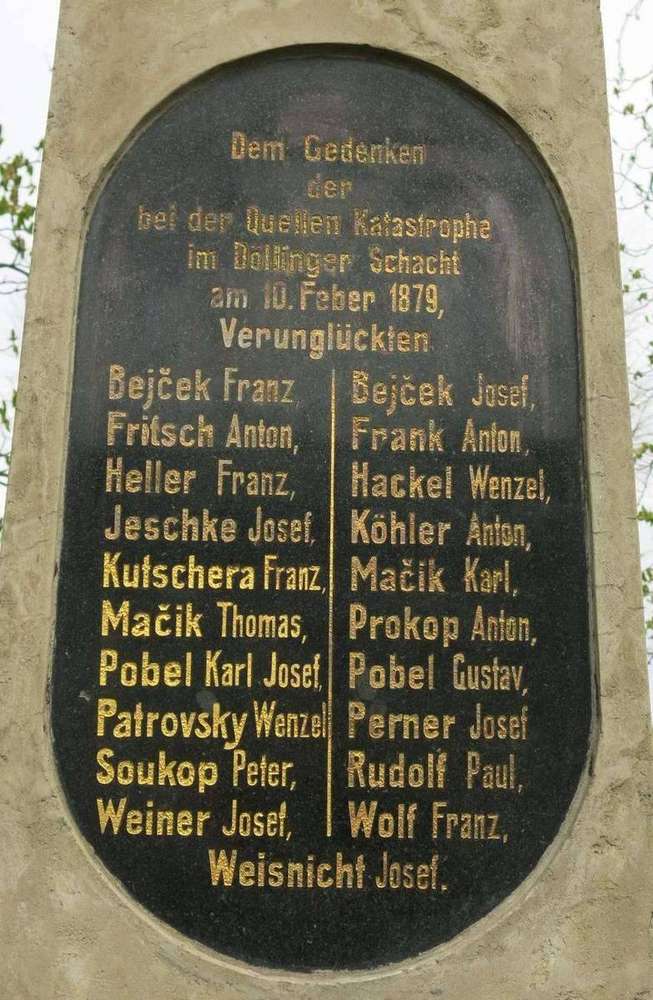 Dem Gedenken
der
bei der Quellen Katastrophe
im Döllinger Schacht
am 10. Feber 1879,
Verunglückten
Bejček Franz,
Fritsch Anton,
Heller Franz,
Jeschke Josef,
Kutschera Franz,
Mačik Thomas,
Pobel Karl Josef,
Patrovsky Wenzel
Soukop Peter,
Weiner Josef,
Bejček Josef,
Frank Anton,
Hackel Wenzel,
Köhler Anton,
Mačik Karl,
Prokop Anton,
Pobel Gustav,
Perner Josef
Rudolf Paul,
Wolf Franz,
Weisnicht Josef.